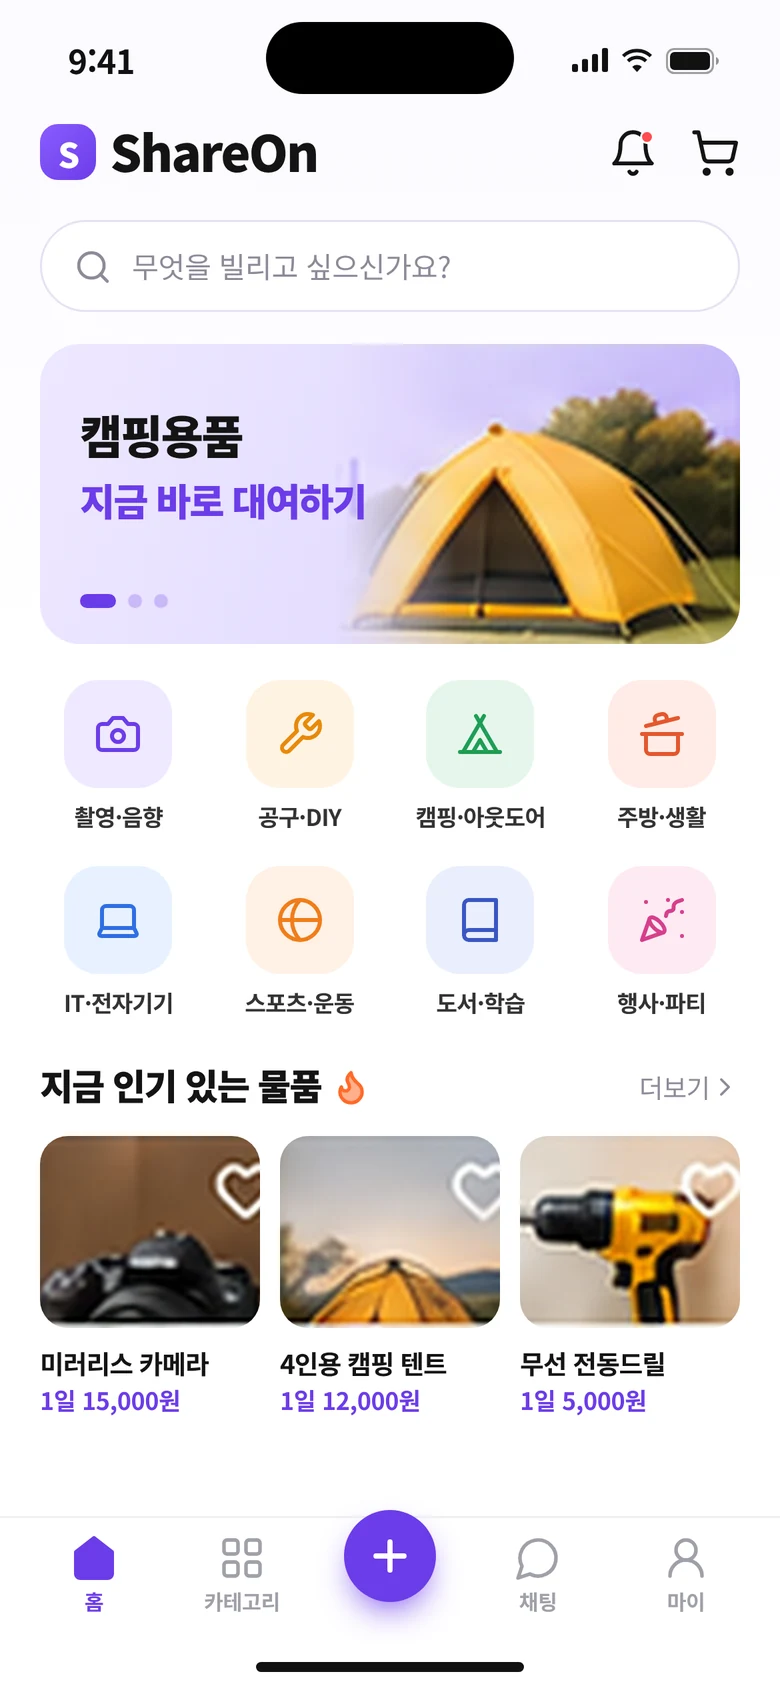 9:41
S ShareOn
무엇을 빌리고 싶으신가요?
캠핑용품
지금 바로 대여하기
촬영·음향
공구·DIY
캠핑·아웃도어
주방·생활
IT·전자기기
스포츠·운동
도서·학습
행사·파티
지금 인기 있는 물품
더보기
미러리스 카메라
1일 15,000원
4인용 캠핑 텐트
1일 12,000원
무선 전동드릴
1일 5,000원
홈
카테고리
채팅
마이